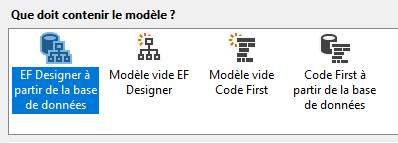 Que doit contenir le modèle ?
EF Designer à
partir de la base
de données
Modèle vide EF
Designer
Modèle vide
Code First
Code First à
partir de la base
de données